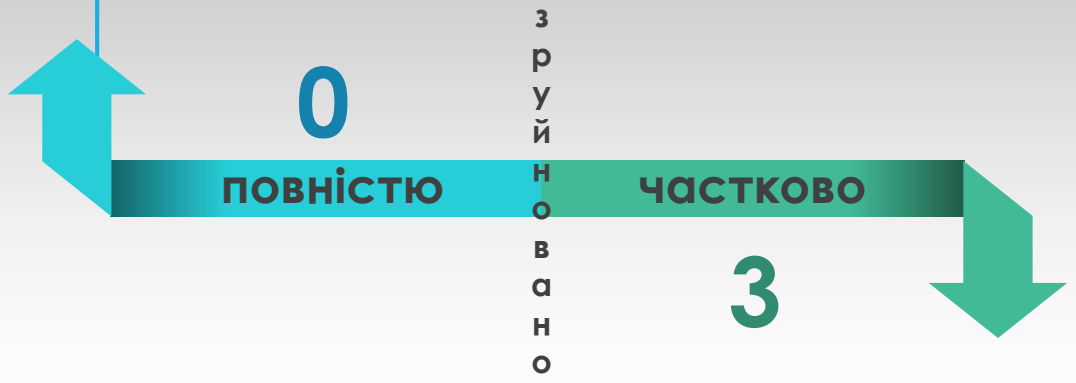 зруйновано
0
повністю
частково
3